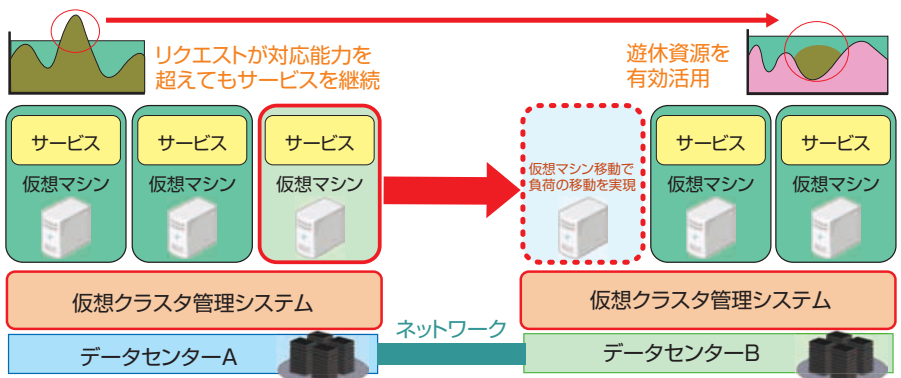 リクエストが対応能力を
超えてもサービスを継続
遊休資源を
有効活用
サービス
仮想マシン
サービス
仮想マシン
サービス
仮想マシン
仮想マシン移動で
負荷の移動を実現
サービス
仮想マシン
サービス
仮想マシン
仮想クラスタ管理システム
仮想クラスタ管理システム
データセンターA
ネットワーク
データセンターB